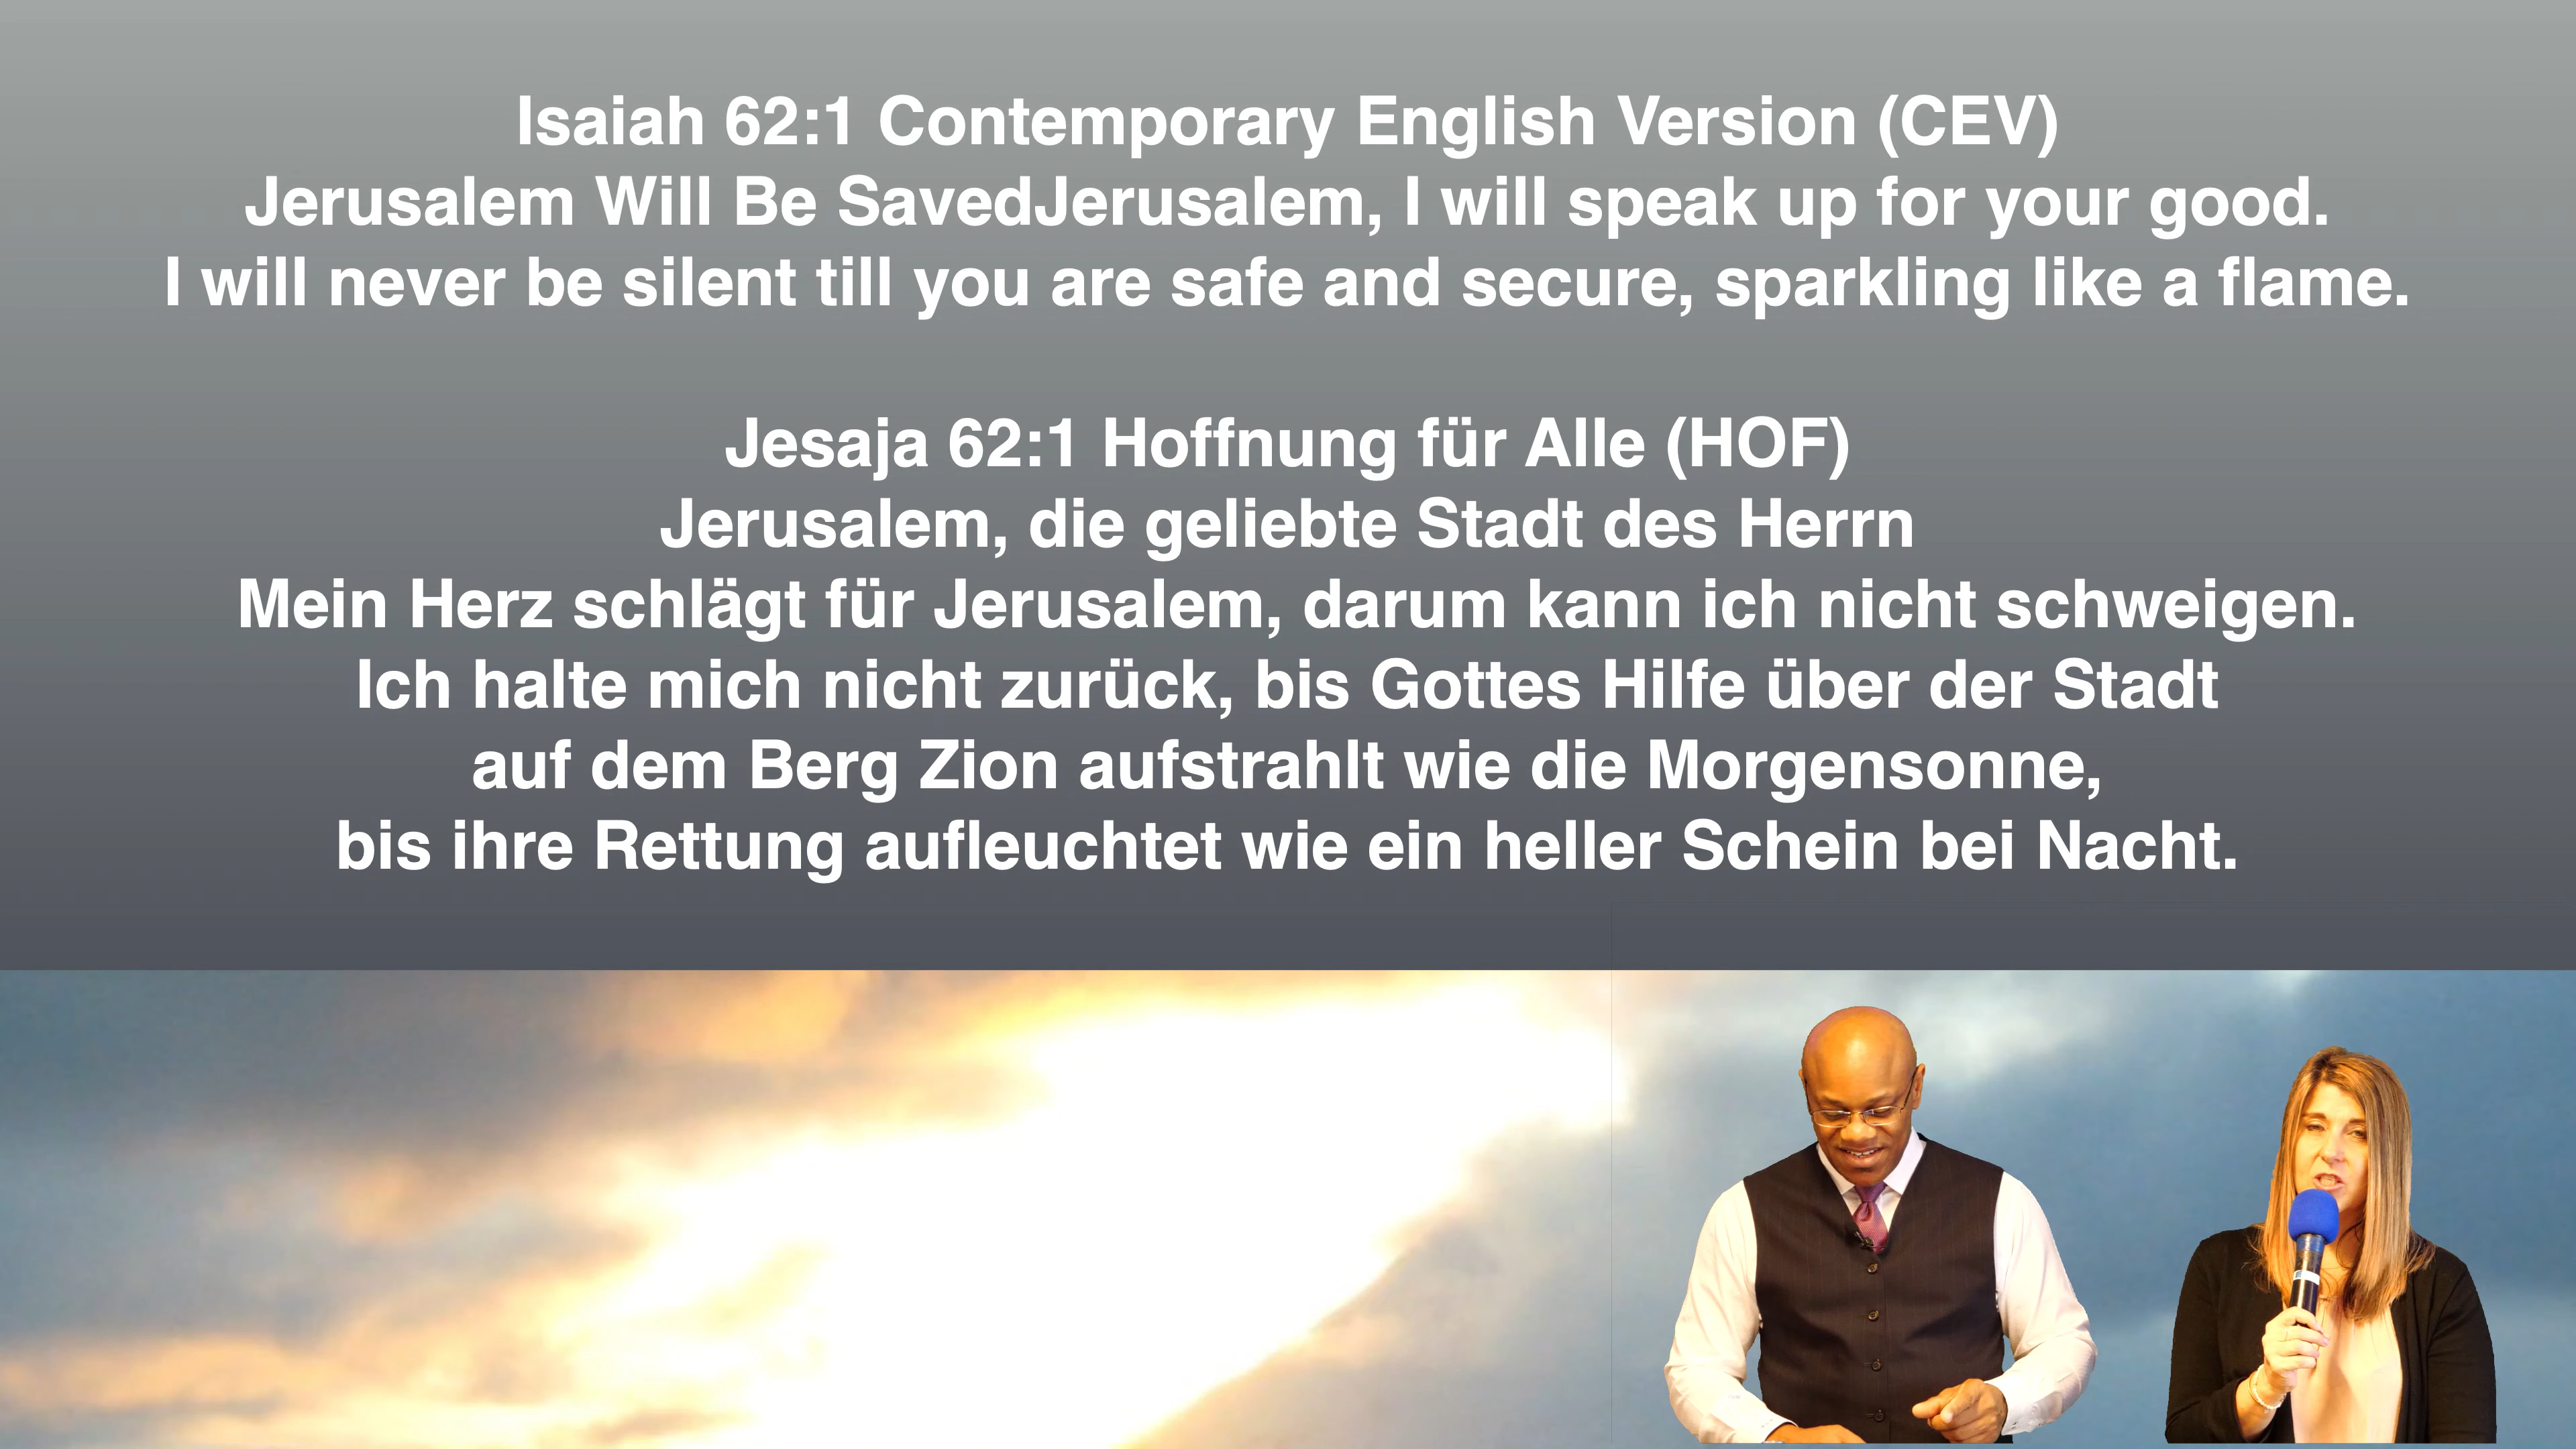 Isaiah 62:1 Contemporary English Version (CEV)
Jerusalem Will Be SavedJerusalem, I will speak up for your good.
I will never be silent till you are safe and secure, sparkling like a flame.
Jesaja 62:1 Hoffnung für Alle (HOF)
Jerusalem, die geliebte Stadt des Herrn
Mein Herz schlägt für Jerusalem, darum kann ich nicht schweigen.
Ich halte mich nicht zurück, bis Gottes Hilfe über der Stadt
auf dem Berg Zion aufstrahlt wie die Morgensonne,
bis ihre Rettung aufleuchtet wie ein heller Schein bei Nacht.